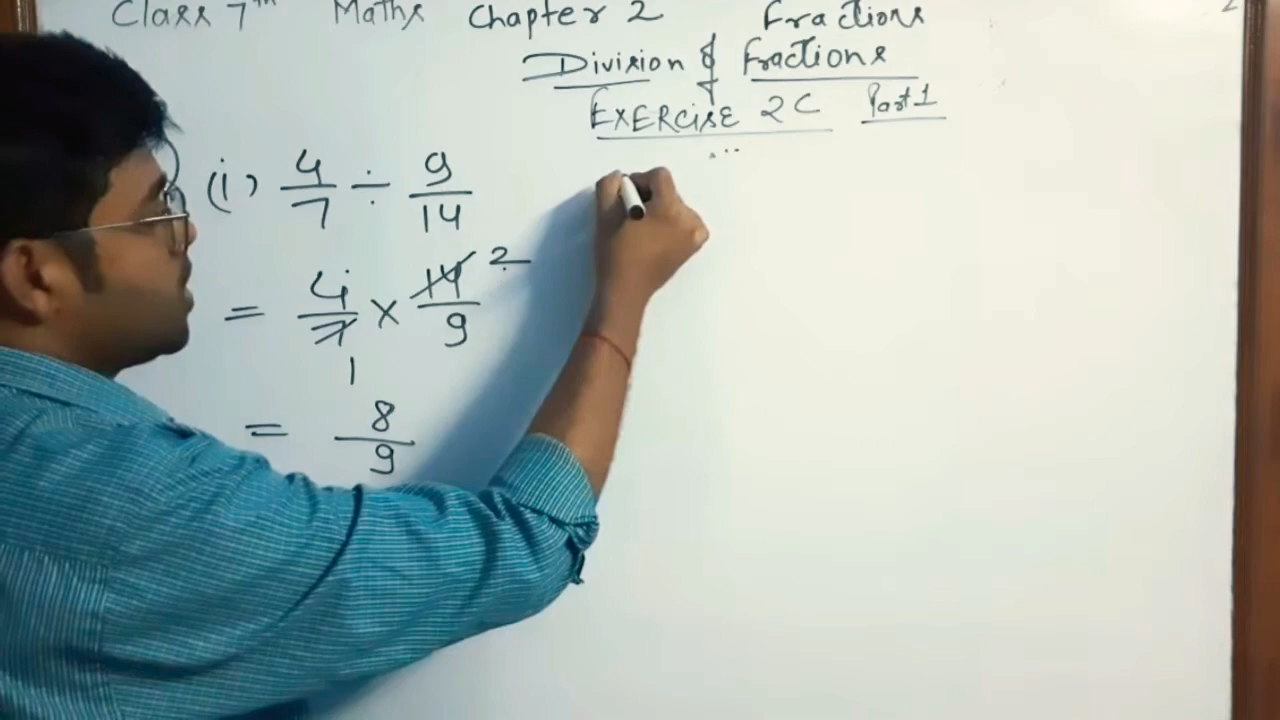 Class 7th Maths Chapter 2 Fractions
Division of Fractions
EXERCISE 2C Part 1
(i) 4/7 ÷ 9/14
= 4/7 × 14/9 2
1
= 8/9